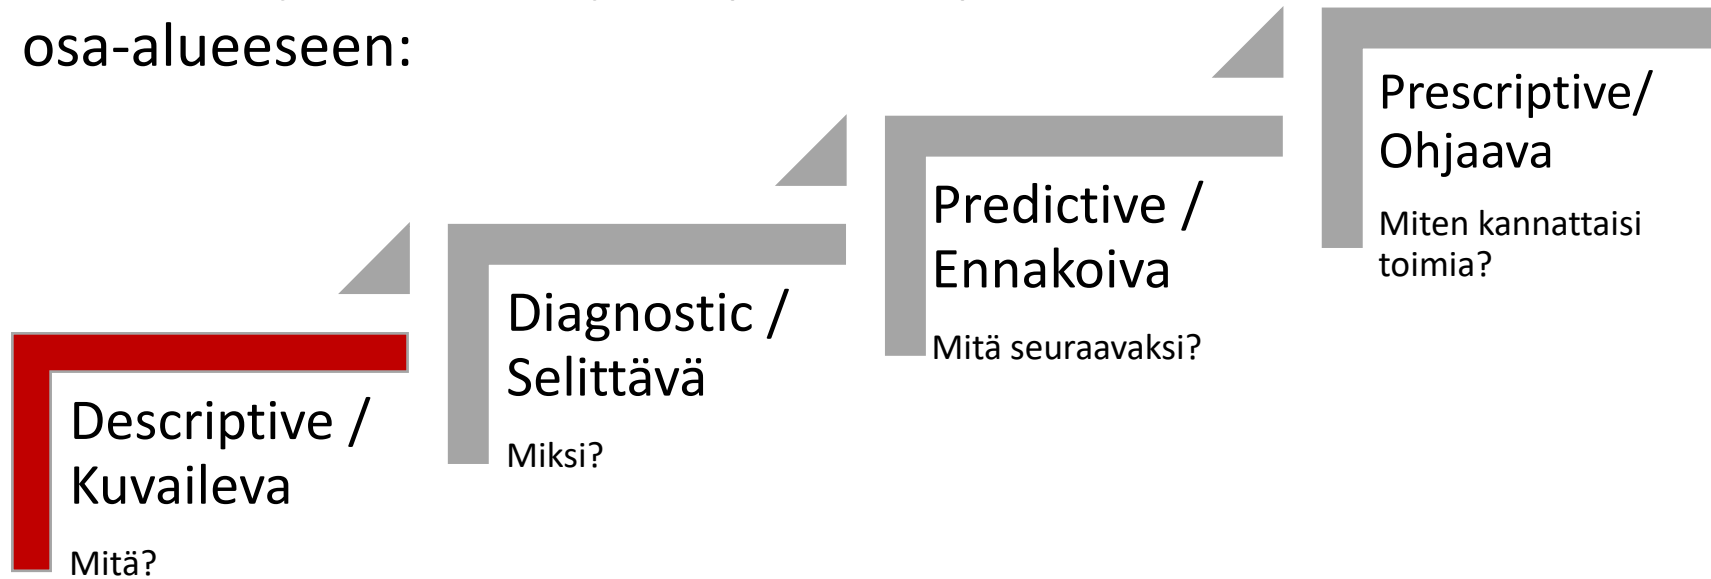 osa-alueeseen:
Descriptive /
Kuvaileva
Mitä?
Diagnostic /
Selittävä
Miksi?
Predictive /
Ennakoiva
Mitä seuraavaksi?
Prescriptive/
Ohjaava
Miten kannattaisi
toimia?